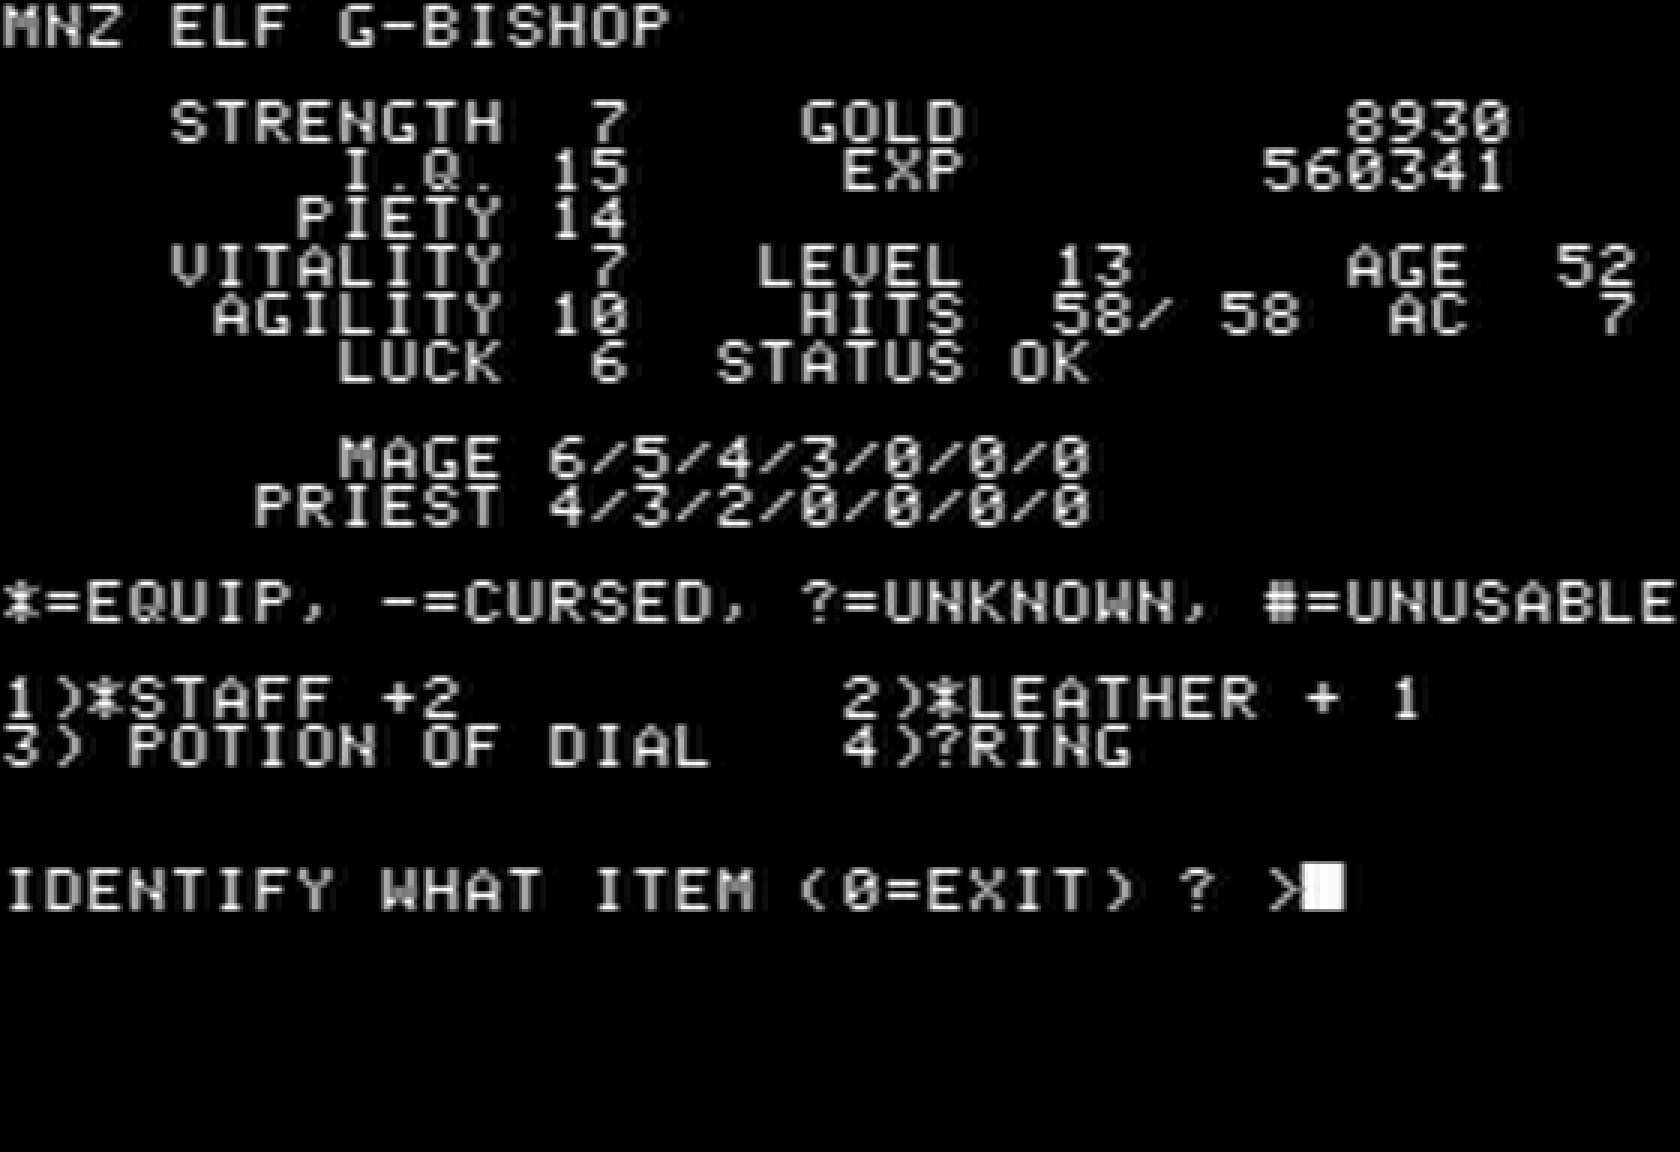 MNZ ELF G-BISHOP
STRENGTH 7 GOLD 8930
I.Q. 15 EXP 560341
PIETY 14
VITALITY 7 LEVEL 13 AGE 52
AGILITY 10 HITS 58/ 58 AC 7
LUCK 6 STATUS OK
MAGE 6/5/4/3/0/0/0
PRIEST 4/3/2/0/0/0/0
*=EQUIP, -=CURSED, ?=UNKNOWN, #=UNUSABLE
1)*STAFF +2 2)*LEATHER + 1
3) POTION OF DIAL 4)?RING
IDENTIFY WHAT ITEM (0=EXIT) ? >